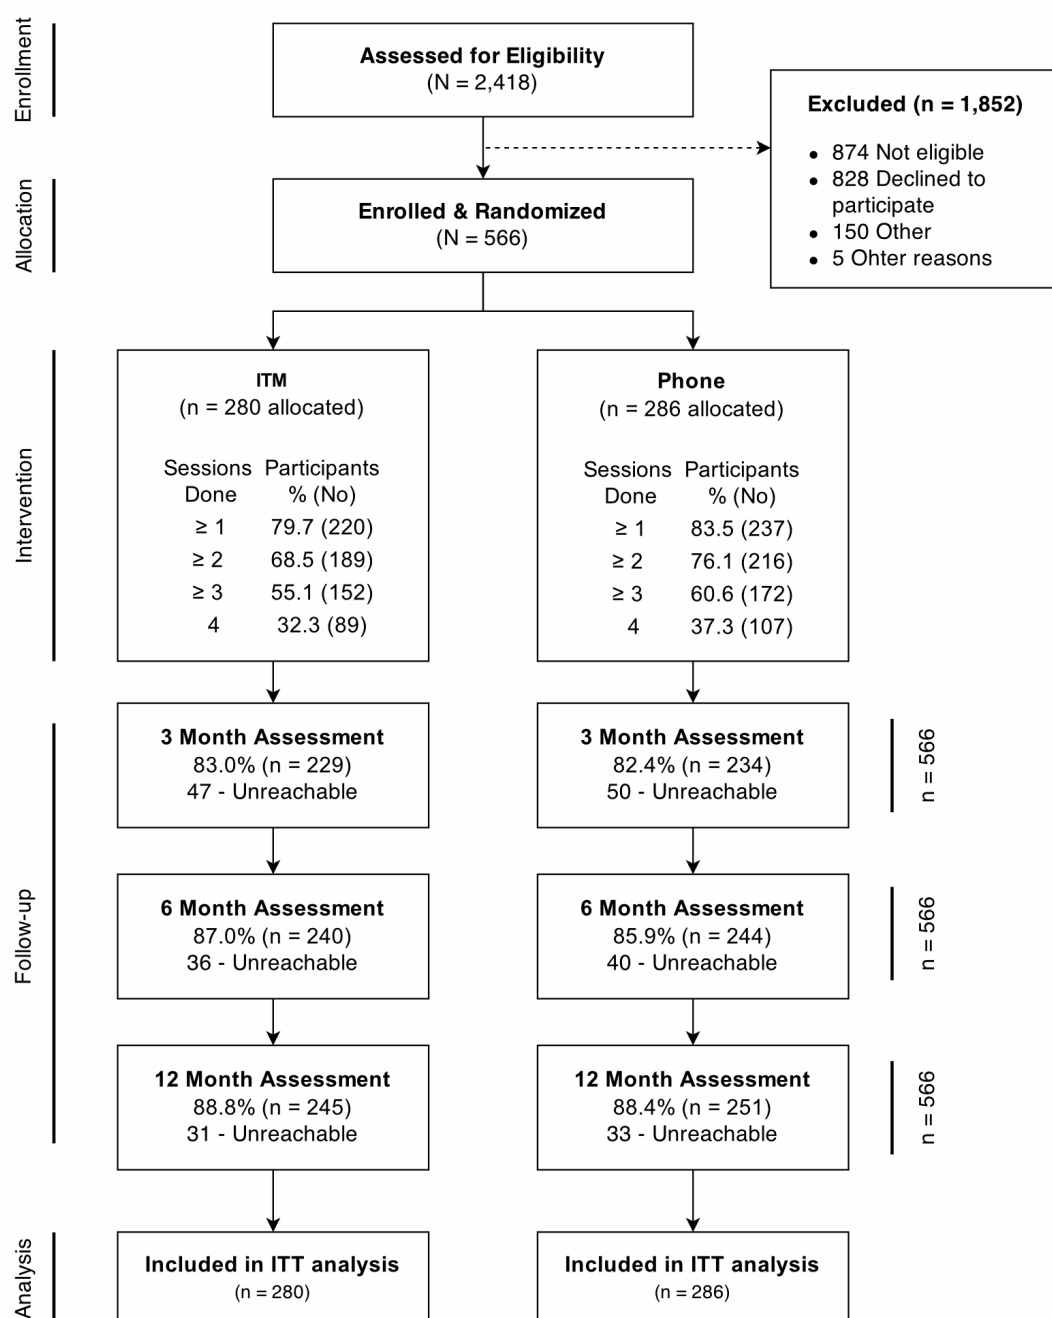 Enrollment
Assessed for Eligibility
(N = 2,418)
Excluded (n = 1,852)
• 874 Not eligible
• 828 Declined to
participate
• 150 Other
• 5 Ohter reasons
Allocation
Enrolled & Randomized
(N = 566)
Intervention
ITM
(n = 280 allocated)
Sessions Participants
Done % (No)
≥ 1 79.7 (220)
≥ 2 68.5 (189)
≥ 3 55.1 (152)
4 32.3 (89)
Phone
(n = 286 allocated)
Sessions Participants
Done % (No)
≥ 1 83.5 (237)
≥ 2 76.1 (216)
≥ 3 60.6 (172)
4 37.3 (107)
Follow-up
3 Month Assessment
83.0% (n = 229)
47 - Unreachable
3 Month Assessment
82.4% (n = 234)
50 - Unreachable
n = 566
6 Month Assessment
87.0% (n = 240)
36 - Unreachable
6 Month Assessment
85.9% (n = 244)
40 - Unreachable
n = 566
12 Month Assessment
88.8% (n = 245)
31 - Unreachable
12 Month Assessment
88.4% (n = 251)
33 - Unreachable
n = 566
Analysis
Included in ITT analysis
(n = 280)
Included in ITT analysis
(n = 286)